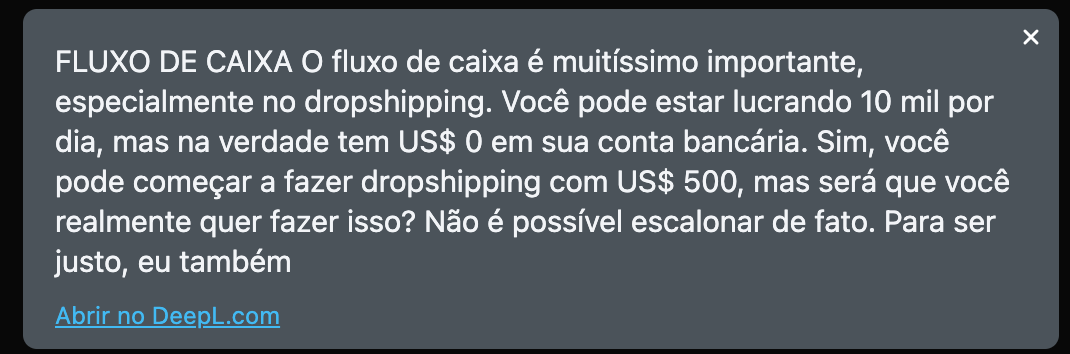 FLUXO DE CAIXA O fluxo de caixa é muitíssimo importante,
especialmente no dropshipping. Você pode estar lucrando 10 mil por
dia, mas na verdade tem US$ 0 em sua conta bancária. Sim, você
pode começar a fazer dropshipping com US$ 500, mas será que você
realmente quer fazer isso? Não é possível escalonar de fato. Para ser
justo, eu também
Abrir no DeepL.com